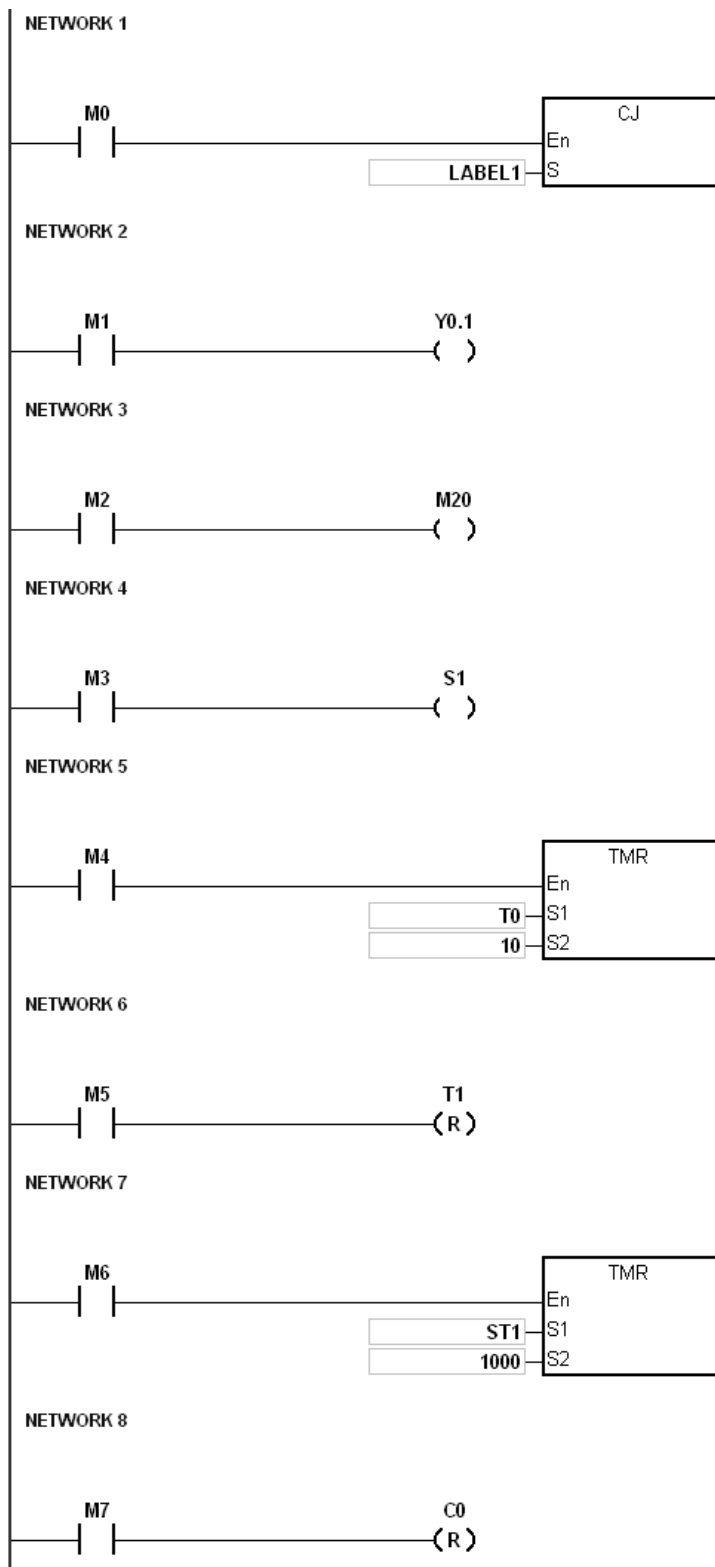 NETWORK 1
M0
CJ
En
LABEL1 S
NETWORK 2
M1 Y0.1
NETWORK 3
M2 M20
NETWORK 4
M3 S1
NETWORK 5
M4
TMR
En
T0 S1
10 S2
NETWORK 6
M5 T1
R
NETWORK 7
M6
TMR
En
ST1 S1
1000 S2
NETWORK 8
M7 C0
R